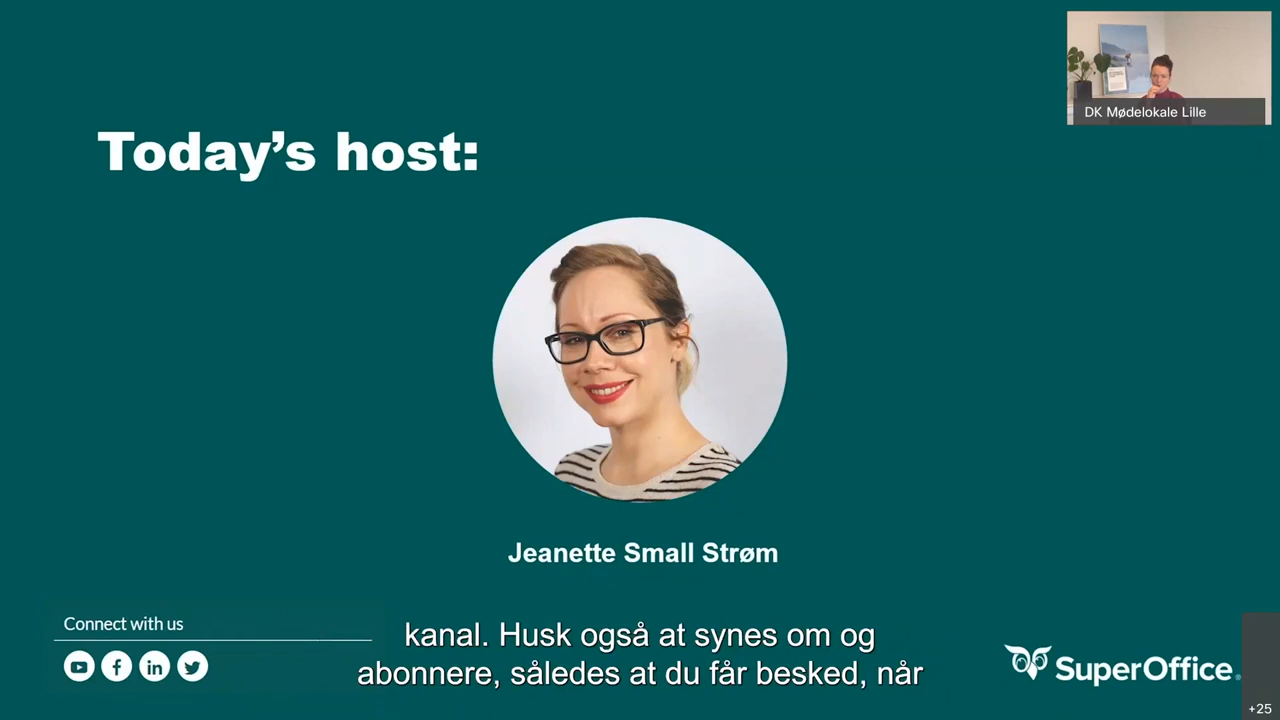 DK Mødelokale Lille
Today's host:
Jeanette Small Strøm
Connect with us
kanal. Husk også at synes om og
abonnere, således at du får besked, når
SuperOffice
+25